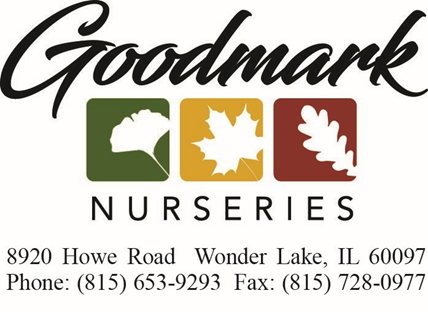 Goodmark
NURSERIES
8920 Howe Road Wonder Lake, IL 60097
Phone: (815) 653-9293 Fax: (815) 728-0977